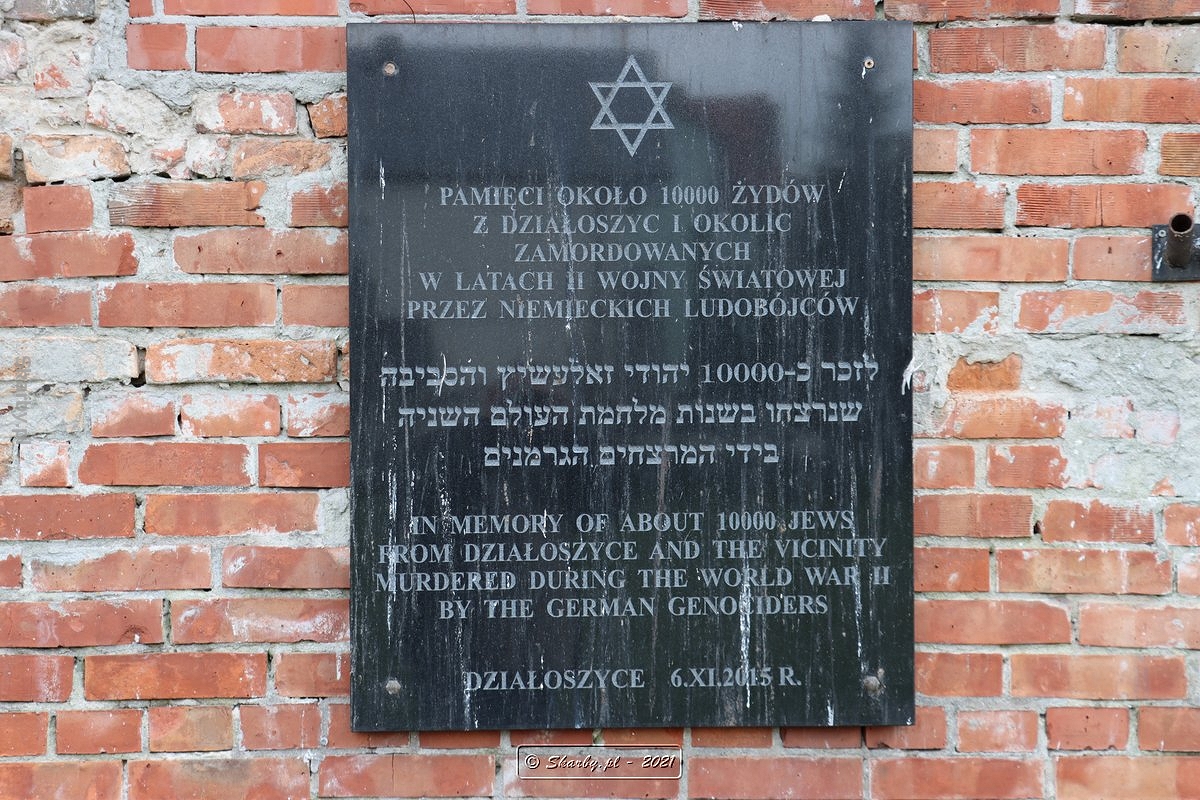 PAMIĘCI OKOŁO 10000 ŻYDÓW
Z DZIAŁOSZYC I OKOLIC
ZAMORDOWANYCH
W LATACH II WOJNY ŚWIATOWEJ
PRZEZ NIEMIECKICH LUDOBÓJCÓW
לזכר כ-10000 יהודי זאלעשיץ והסביבה
שנרצחו בשנות מלחמת העולם השניה
בידי המרצחים הגרמנים
IN MEMORY OF ABOUT 10000 JEWS
FROM DZIAŁOSZYCE AND THE VICINITY
MURDERED DURING THE WORLD WAR II
BY THE GERMAN GENOCIDERS
DZIAŁOSZYCE 6.XI.2015 R.
© Skarby.pl - 2021